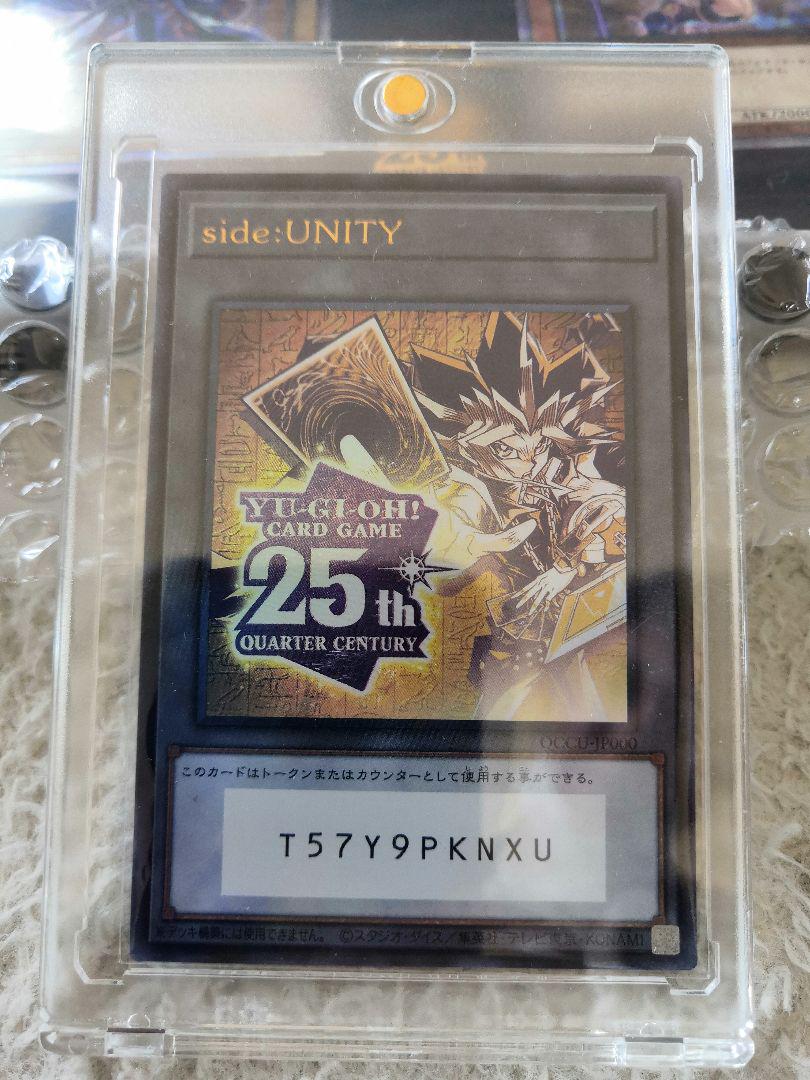 side:UNITY
YU-GI-OH!
CARD GAME
25th
QUARTER CENTURY
QCCU-JP000
このカードはトークンまたはカウンターとして使用する事ができる。
T57Y9PKNXU
※デッキ構築には使用できません。 ©スタジオ・ダイス/集英社・テレビ東京・KONAMI